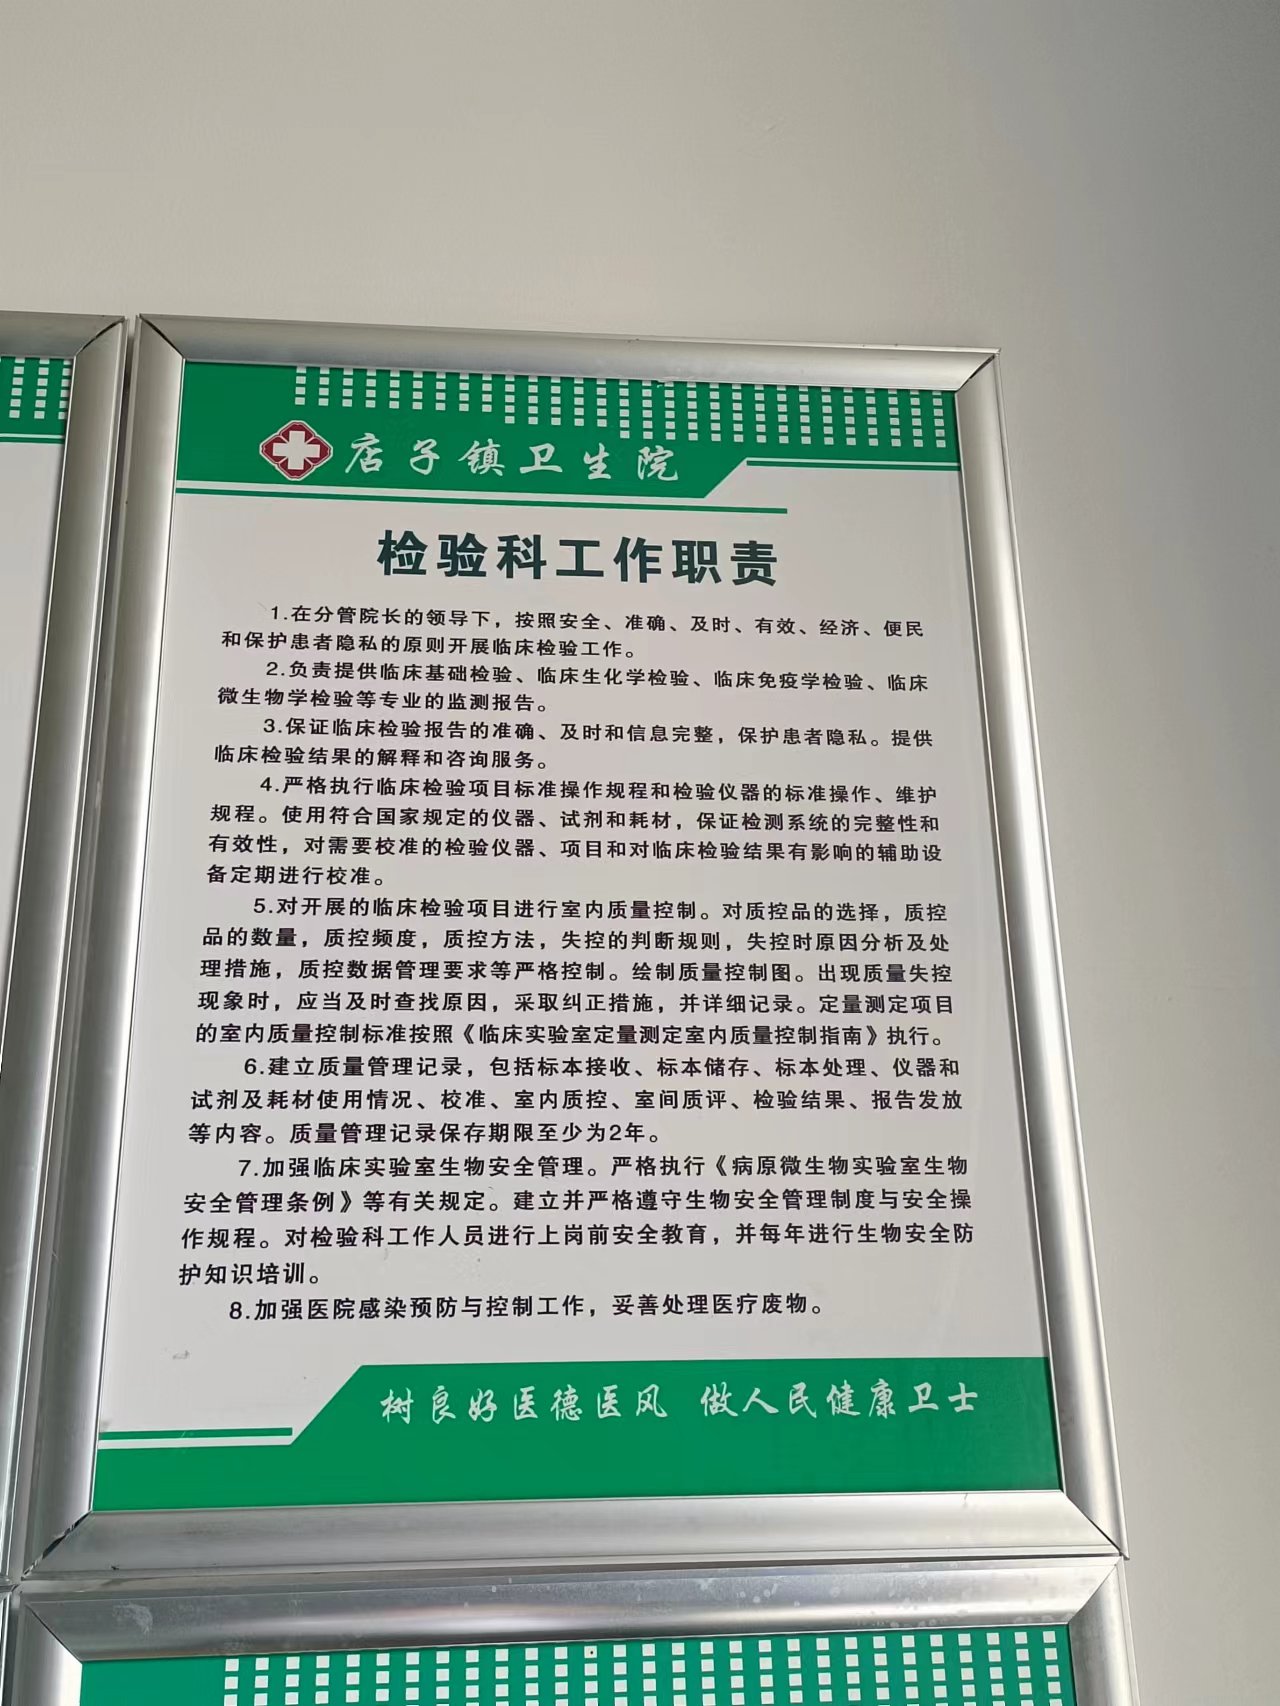 店子镇卫生院
检验科工作职责
1.在分管院长的领导下，按照安全、准确、及时、有效、经济、便民
和保护患者隐私的原则开展临床检验工作。
2.负责提供临床基础检验、临床生化学检验、临床免疫学检验、临床
微生物学检验等专业的监测报告。
3.保证临床检验报告的准确、及时和信息完整，保护患者隐私。提供
临床检验结果的解释和咨询服务。
4.严格执行临床检验项目标准操作规程和检验仪器的标准操作、维护
规程。使用符合国家规定的仪器、试剂和耗材，保证检测系统的完整性和
有效性，对需要校准的检验仪器、项目和对临床检验结果有影响的辅助设
备定期进行校准。
5.对开展的临床检验项目进行室内质量控制。对质控品的选择，质控
品的数量，质控频度，质控方法，失控的判断规则，失控时原因分析及处
理措施，质控数据管理要求等严格控制。绘制质量控制图。出现质量失控
现象时，应当及时查找原因，采取纠正措施，并详细记录。定量测定项目
的室内质量控制标准按照《临床实验室定量测定室内质量控制指南》执行。
6.建立质量管理记录，包括标本接收、标本储存、标本处理、仪器和
试剂及耗材使用情况、校准、室内质控、室间质评、检验结果、报告发放
等内容。质量管理记录保存期限至少为2年。
7.加强临床实验室生物安全管理。严格执行《病原微生物实验室生物
安全管理条例》等有关规定。建立并严格遵守生物安全管理制度与安全操
作规程。对检验科工作人员进行上岗前安全教育，并每年进行生物安全防
护知识培训。
8.加强医院感染预防与控制工作，妥善处理医疗废物。
树良好医德医风 做人民健康卫士